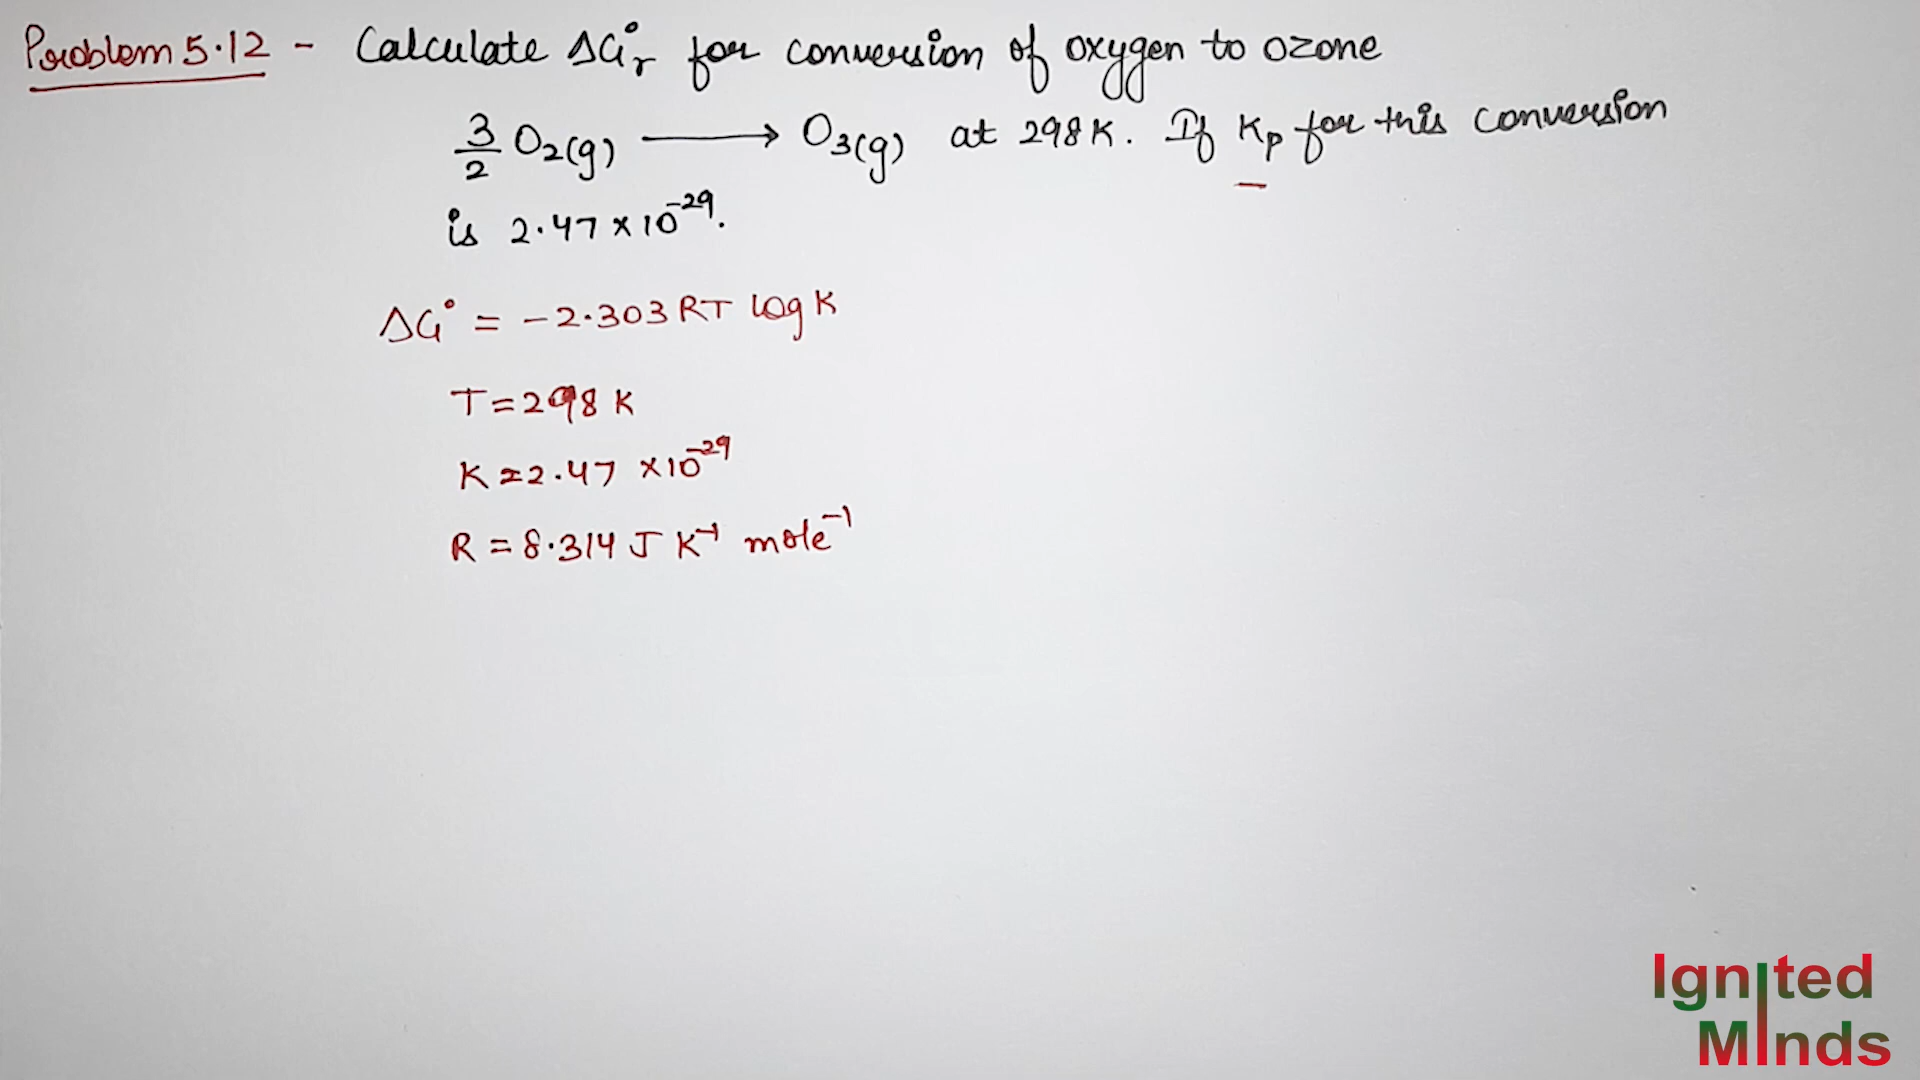 Problem 5.12 - Calculate ΔG°r for conversion of oxygen to ozone
3/2 O2(g) ⟶ O3(g) at 298K. If Kp for this conversion
is 2.47 × 10⁻²⁹.
ΔG° = -2.303 RT log K
T = 298 K
K = 2.47 × 10⁻²⁹
R = 8.314 J K⁻¹ mole⁻¹
Ignited
Minds